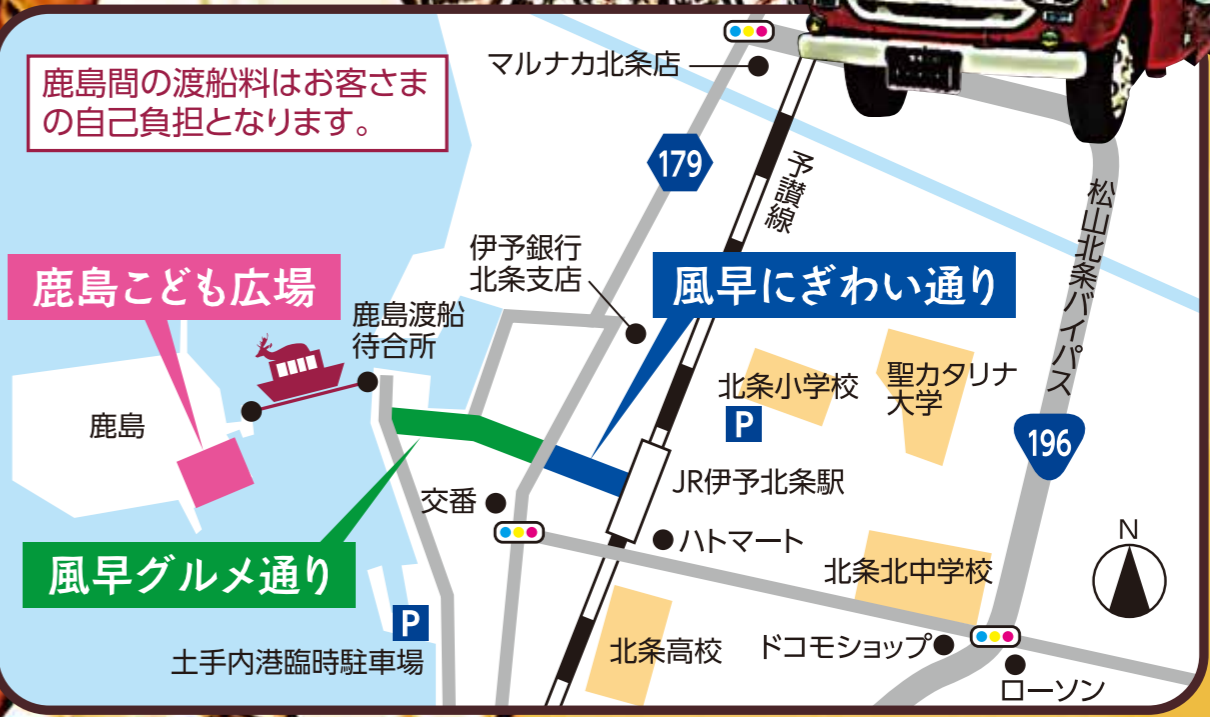 鹿島間の渡船料はお客さま
の自己負担となります。
マルナカ北条店
179
予讃線
松山北条バイパス
伊予銀行
北条支店
風早にぎわい通り
鹿島こども広場
鹿島渡船
待合所
鹿島
北条小学校
P
聖カタリナ
大学
196
JR伊予北条駅
交番
ハトマート
N
風早グルメ通り
北条北中学校
P
土手内港臨時駐車場
北条高校
ドコモショップ
ローソン